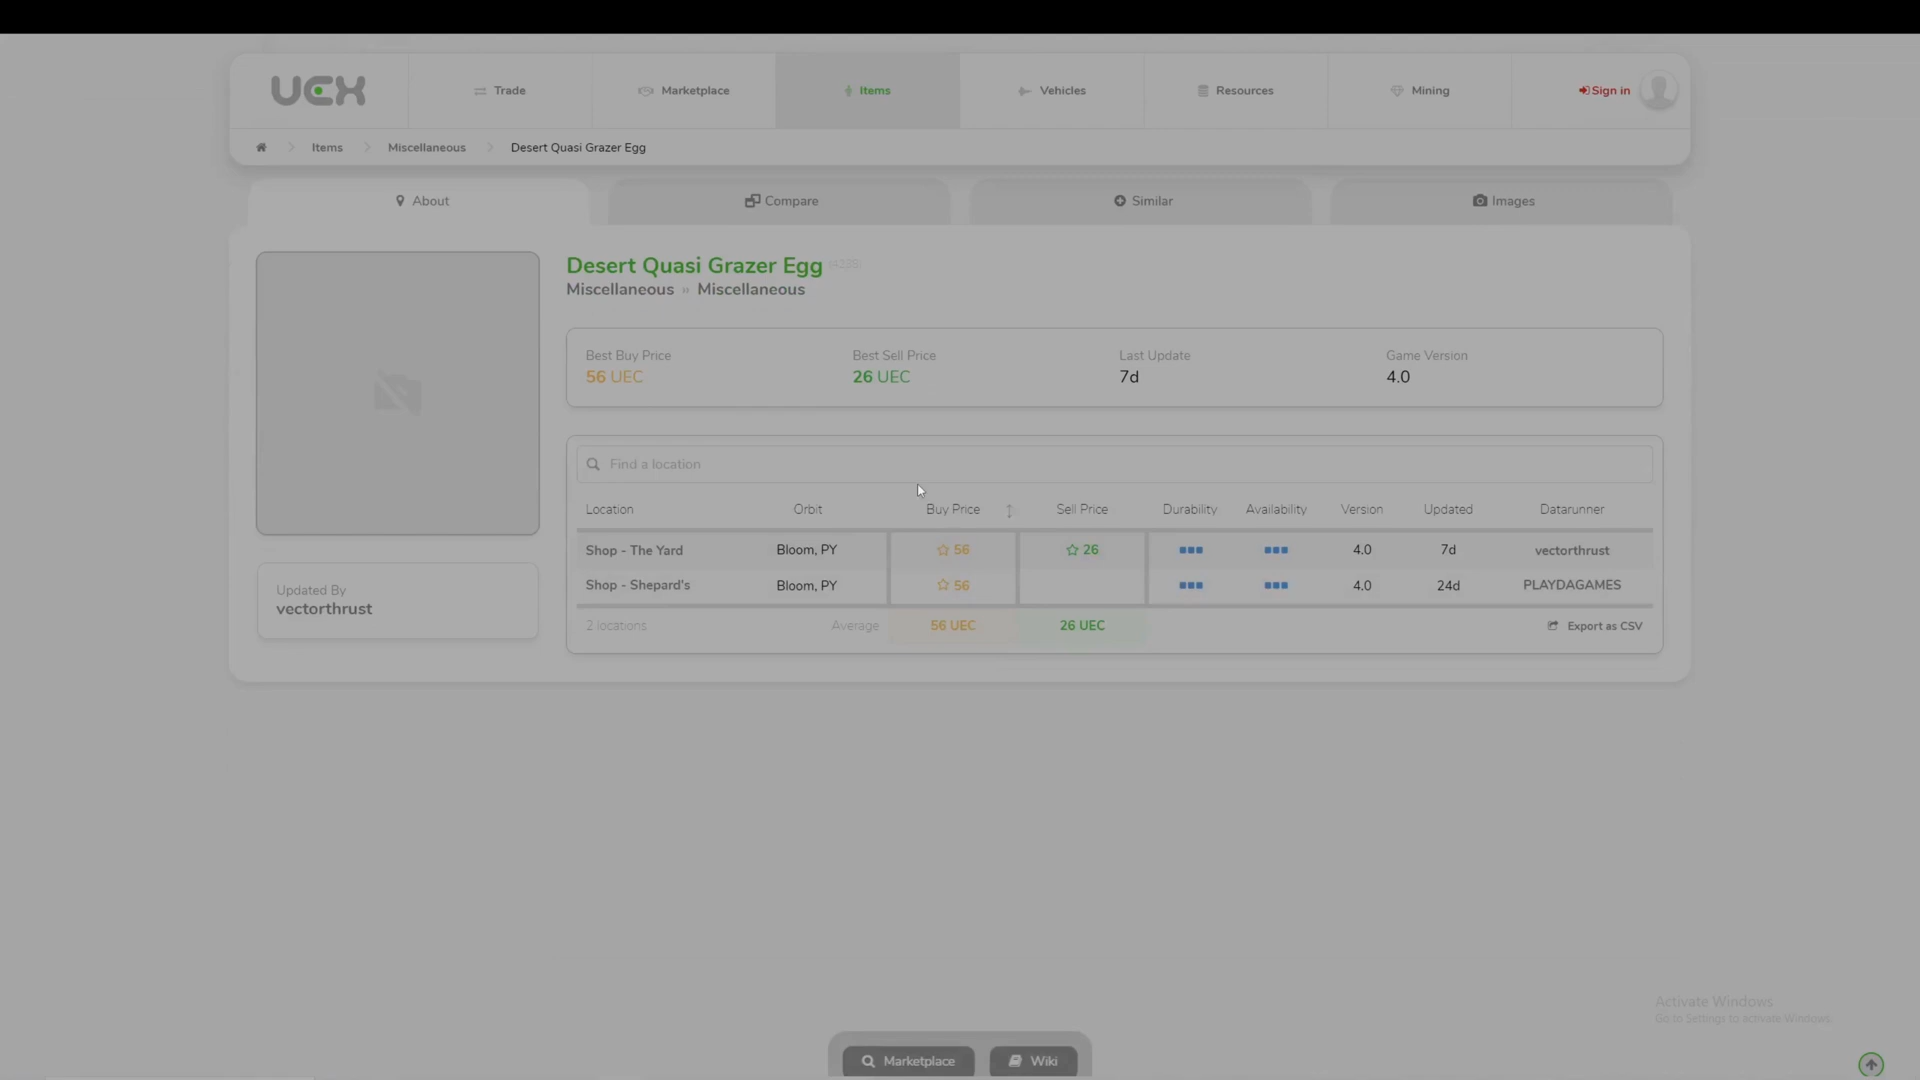 UEX
Trade
Marketplace
Items
Vehicles
Resources
Mining
Sign in
Items
Miscellaneous
Desert Quasi Grazer Egg
About
Compare
Similar
Images
Desert Quasi Grazer Egg
Miscellaneous » Miscellaneous
Best Buy Price
56 UEC
Best Sell Price
26 UEC
Last Update
7d
Game Version
4.0
Updated By
vectorthrust
Find a location
Location Orbit Buy Price Sell Price Durability Availability Version Updated Datarunner
Shop - The Yard Bloom, PY 56 26 4.0 7d vectorthrust
Shop - Shepard's Bloom, PY 56 4.0 24d PLAYDAGAMES
2 locations Average 56 UEC 26 UEC Export as CSV
Activate Windows
Go to Settings to activate Windows.
Marketplace
Wiki